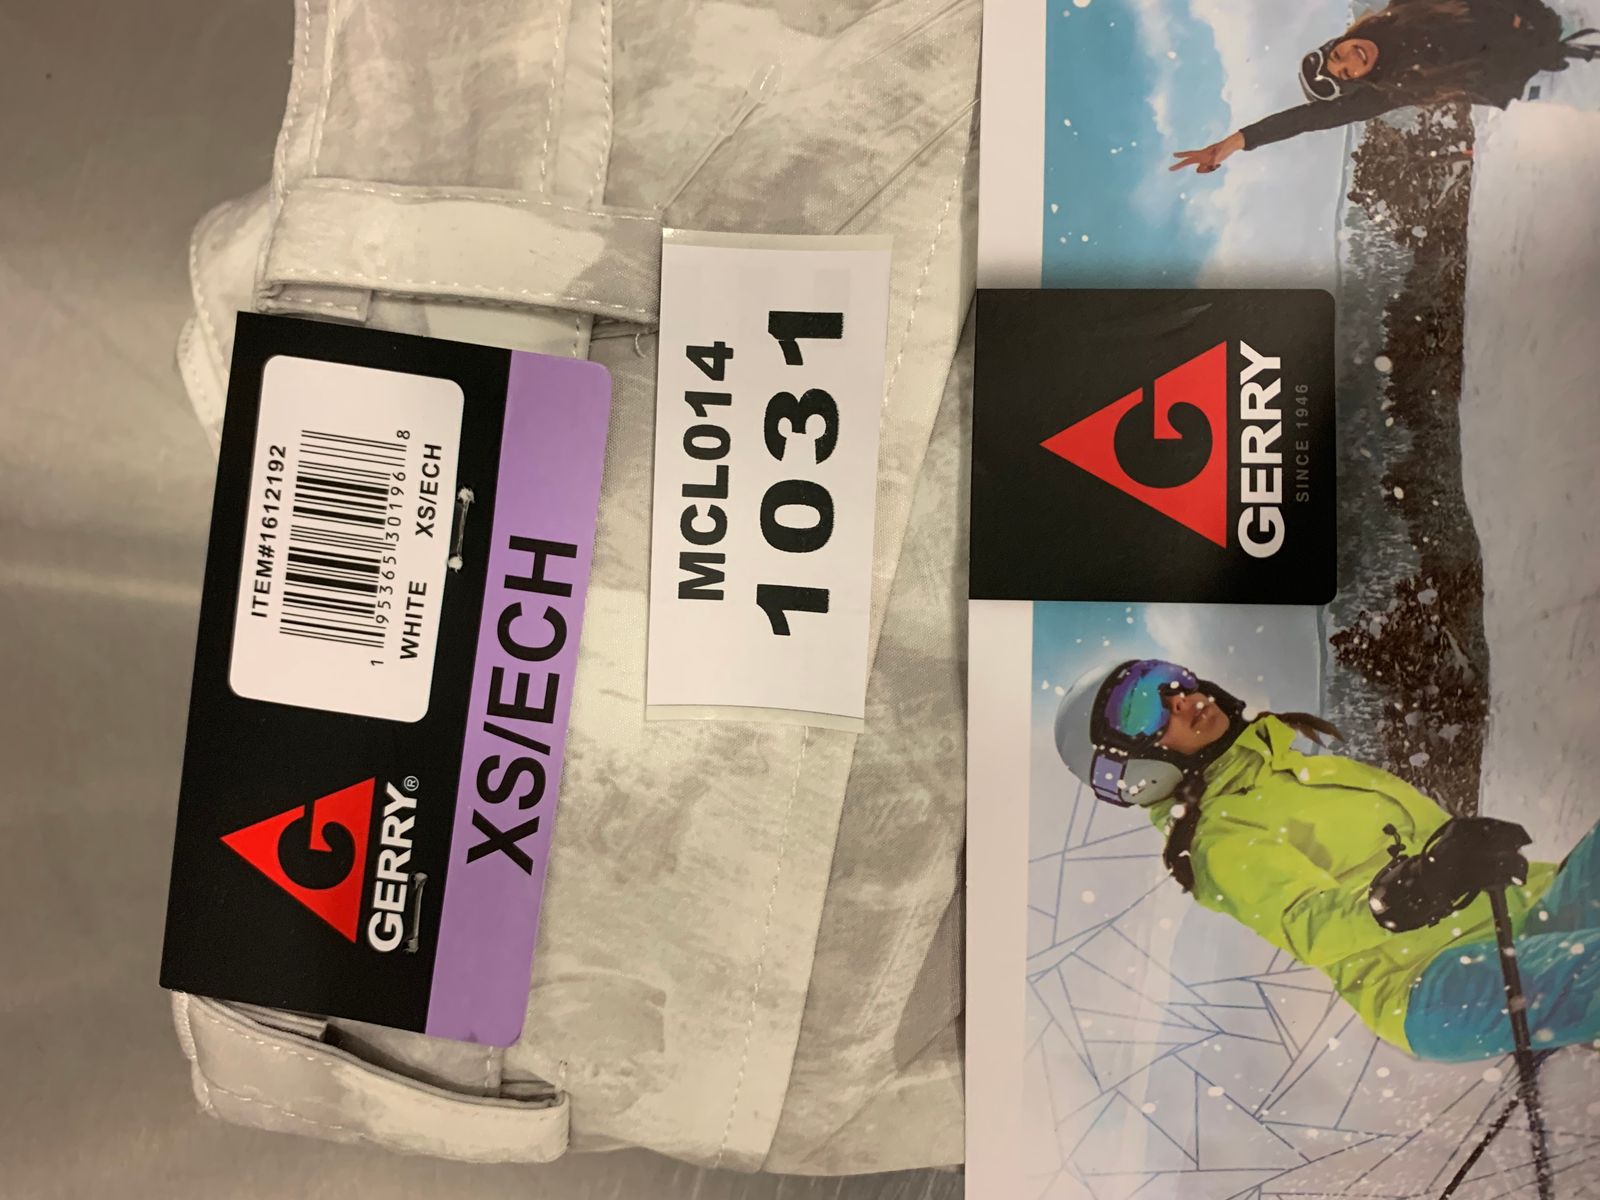 ITEM#1612192
1 95365 30196 8
WHITE XS/ECH
GERRY®
XS/ECH
MCL014
1031
GERRY
SINCE 1946